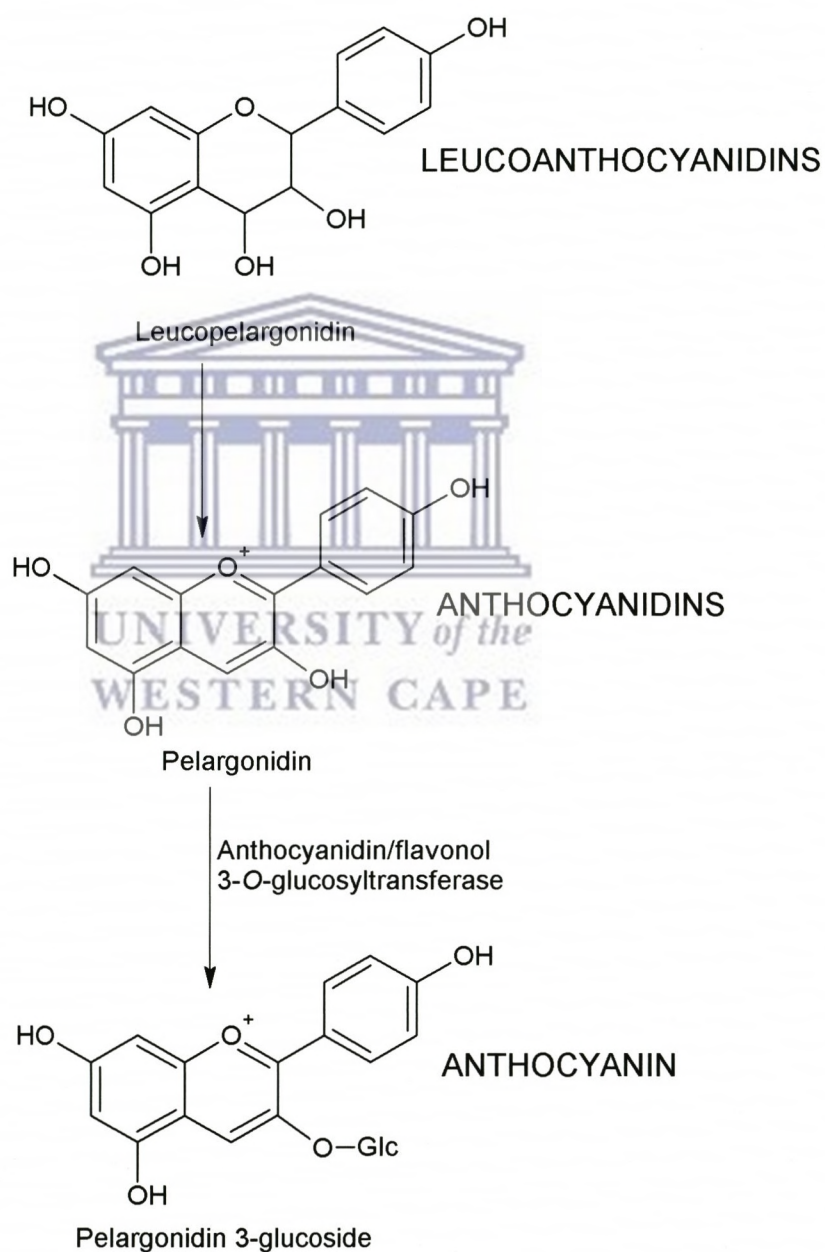 OH
HO
O
LEUCOANTHOCYANIDINS
OH
OH
OH
Leucopelargonidin
OH
HO
O+
ANTHOCYANIDINS
UNIVERSITY of the
OH
WESTERN CAPE
OH
Pelargonidin
Anthocyanidin/flavonol
3-O-glucosyltransferase
OH
HO
O+
ANTHOCYANIN
O–Glc
OH
Pelargonidin 3-glucoside